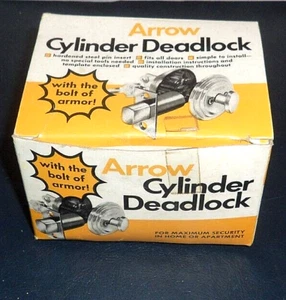 Arrow
Cylinder Deadlock
hardened steel pin insert fits all doors simple to install—
no special tools needed installation instructions and
template enclosed quality construction throughout
with the
bolt of
armor!
with the
bolt of
armor!
Arrow
Cylinder
Deadlock
FOR MAXIMUM SECURITY
IN HOME OR APARTMENT